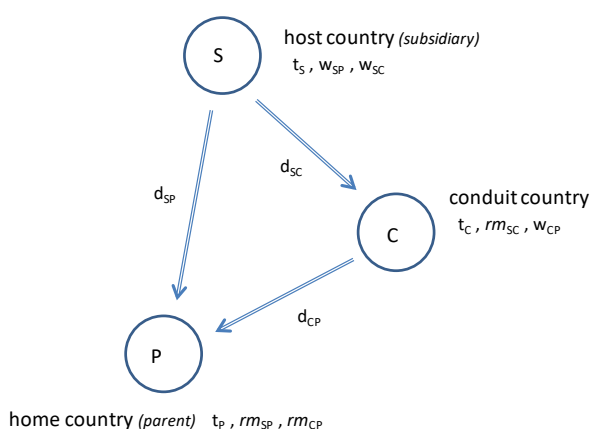 host country (subsidiary)
S
tS , wSP , wSC
dSP
dSC
conduit country
C
tC , rmSC , wCP
dCP
P
home country (parent) tP , rmSP , rmCP